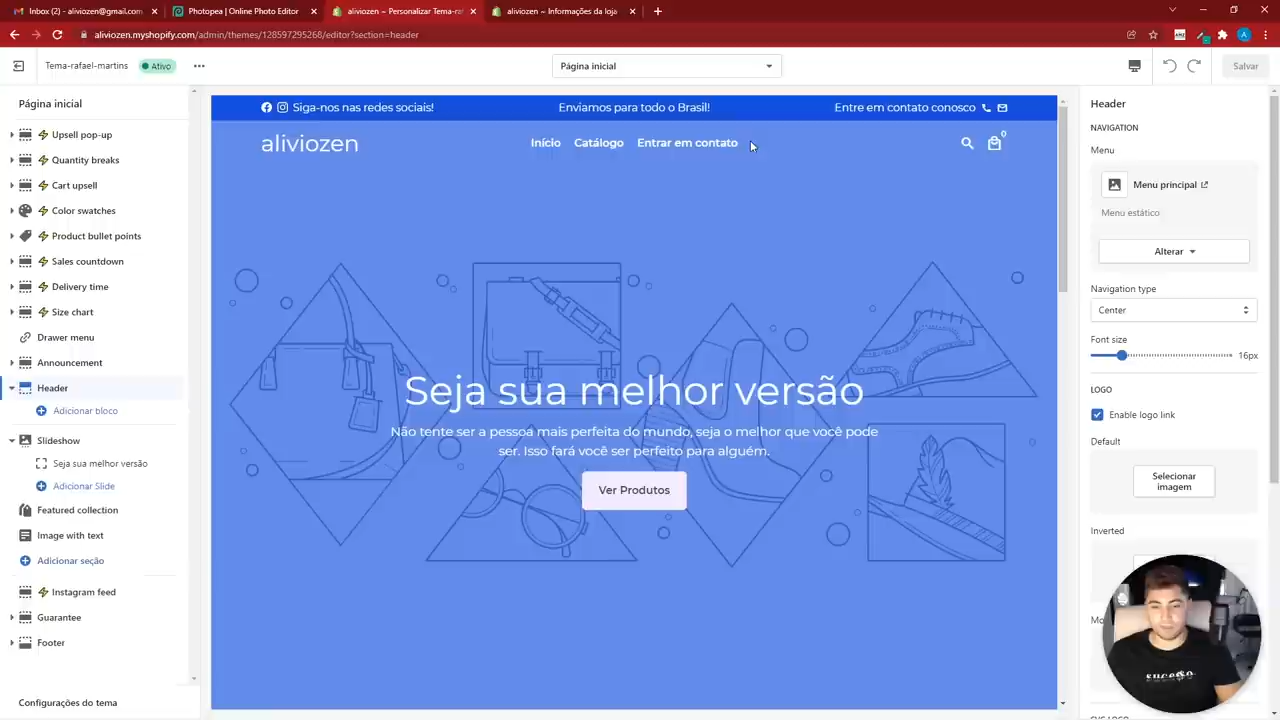 Inbox (2) - aliviozen@gmail.com
Photopea | Online Photo Editor
aliviozen ~ Personalizar Tema-ra
aliviozen ~ Informações da loja
aliviozen.myshopify.com/admin/themes/128597295268/editor?section=header
Tema-rafael-martins
Ativo
Página inicial
Salvar
Página inicial
Upsell pop-up
Quantity breaks
Cart upsell
Color swatches
Product bullet points
Sales countdown
Delivery time
Size chart
Drawer menu
Announcement
Header
Adicionar bloco
Slideshow
Seja sua melhor versão
Adicionar Slide
Featured collection
Image with text
Adicionar seção
Instagram feed
Guarantee
Footer
Configurações do tema
Siga-nos nas redes sociais!
Enviamos para todo o Brasil!
Entre em contato conosco
aliviozen
Início
Catálogo
Entrar em contato
0
Seja sua melhor versão
Não tente ser a pessoa mais perfeita do mundo, seja o melhor que você pode
ser. Isso fará você ser perfeito para alguém.
Ver Produtos
Header
NAVIGATION
Menu
Menu principal
Menu estático
Alterar
Navigation type
Center
Font size
16px
LOGO
Enable logo link
Default
Selecionar
imagem
Inverted